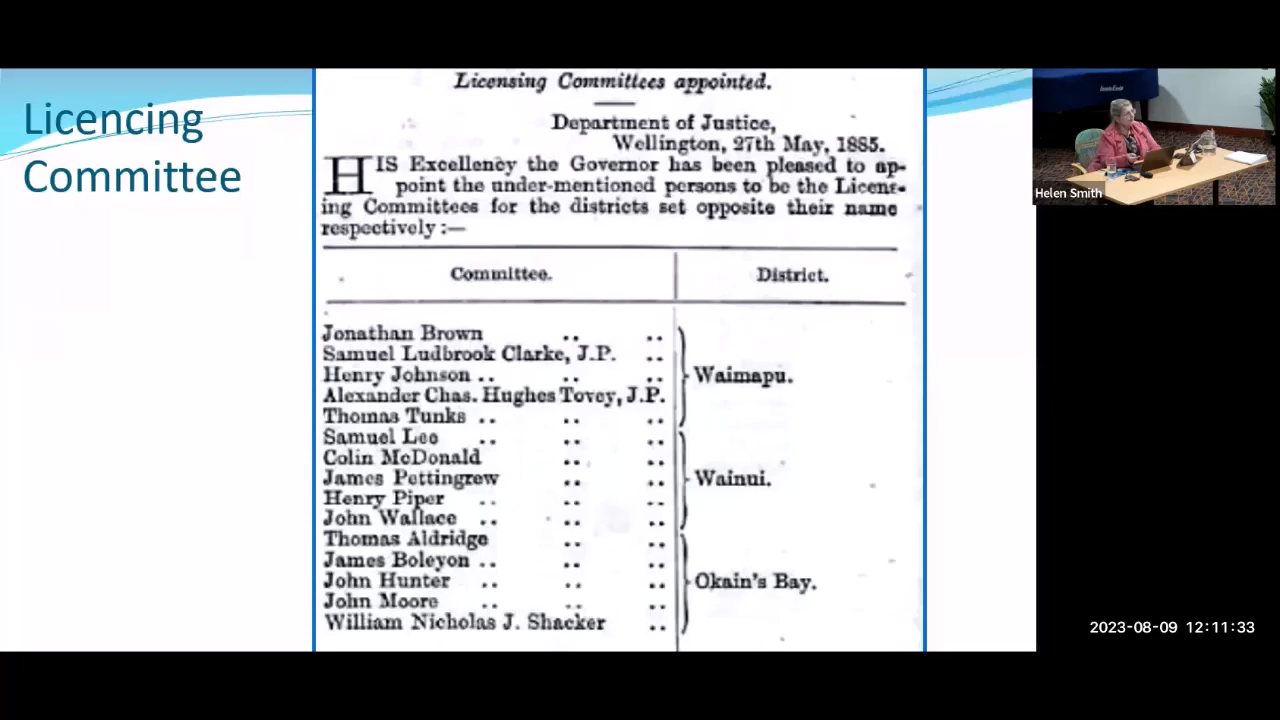 Licencing
Committee
Licensing Committees appointed.
Department of Justice,
Wellington, 27th May, 1885.
HIS Excellency the Governor has been pleased to ap-
point the under-mentioned persons to be the Licens-
ing Committees for the districts set opposite their name
respectively :—
Committee. District.
Jonathan Brown .. ..
Samuel Ludbrook Clarke, J.P. ..
Henry Johnson .. .. .. Waimapu.
Alexander Chas. Hughes Tovey, J.P.
Thomas Tunks .. .. ..
Samuel Lee .. .. ..
Colin McDonald .. ..
James Pettingrew .. .. Wainui.
Henry Piper .. .. ..
John Wallace .. .. ..
Thomas Aldridge .. ..
James Boleyon .. .. ..
John Hunter .. .. .. Okain's Bay.
John Moore .. .. ..
William Nicholas J. Shacker ..
Helen Smith
2023-08-09 12:11:33